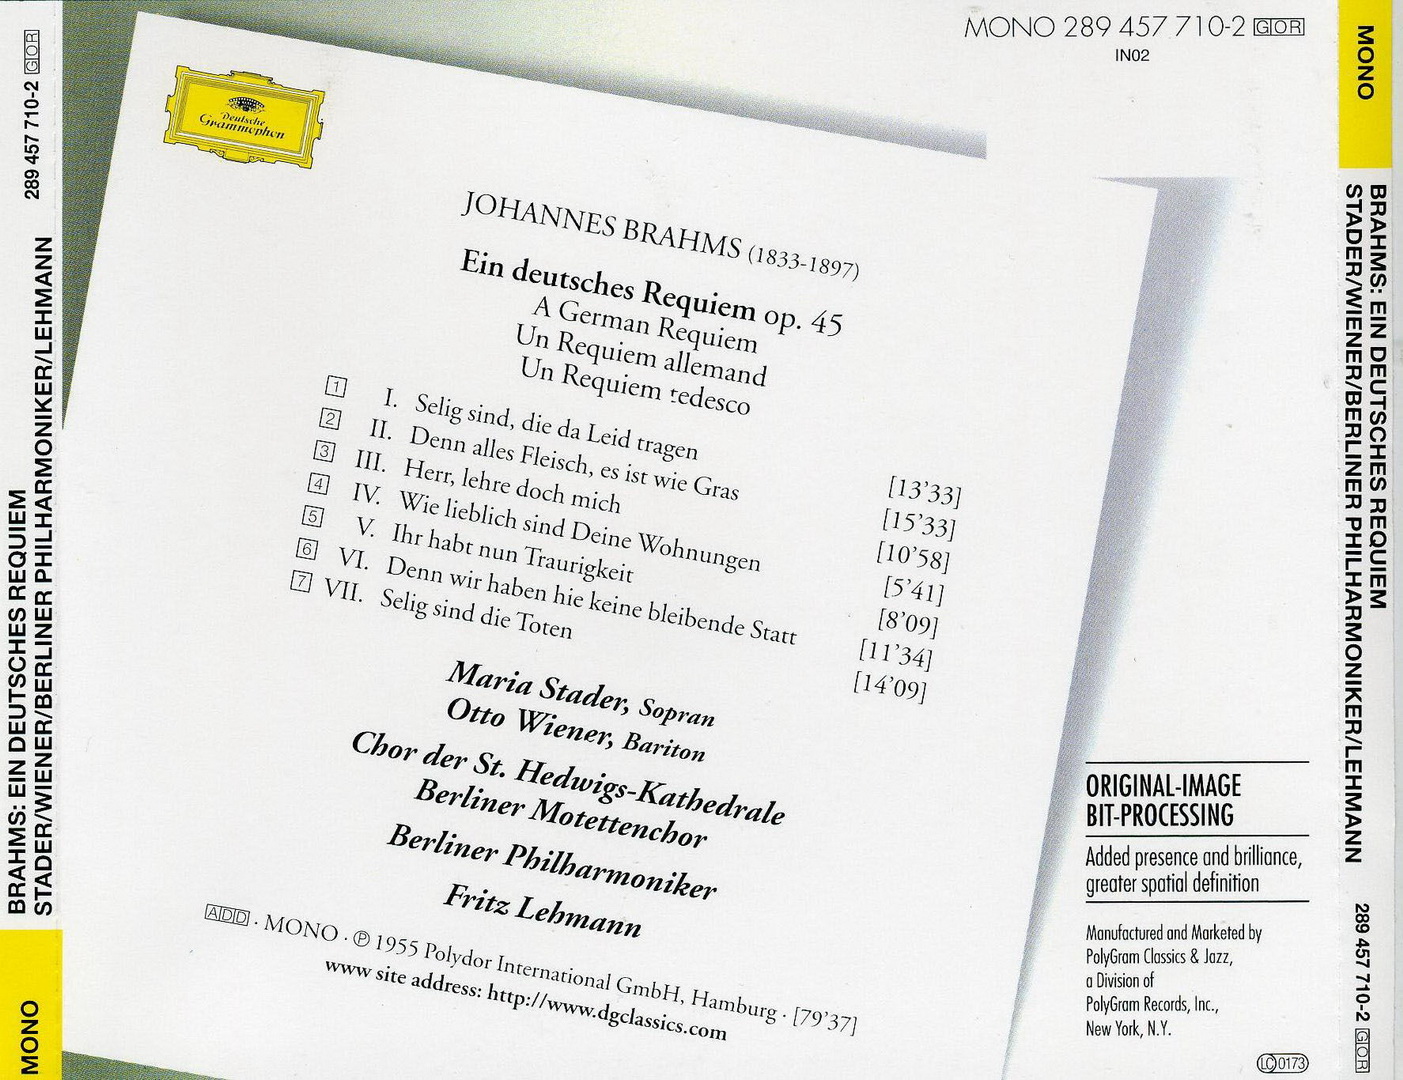 MONO 289 457 710-2 GOR
IN02
Deutsche
Grammophon
JOHANNES BRAHMS (1833-1897)
Ein deutsches Requiem op. 45
A German Requiem
Un Requiem allemand
Un Requiem tedesco
1 I. Selig sind, die da Leid tragen [13'33]
2 II. Denn alles Fleisch, es ist wie Gras [15'33]
3 III. Herr, lehre doch mich [10'58]
4 IV. Wie lieblich sind Deine Wohnungen [5'41]
5 V. Ihr habt nun Traurigkeit [8'09]
6 VI. Denn wir haben hie keine bleibende Statt [11'34]
7 VII. Selig sind die Toten [14'09]
Maria Stader, Sopran
Otto Wiener, Bariton
Chor der St. Hedwigs-Kathedrale
Berliner Motettenchor
Berliner Philharmoniker
Fritz Lehmann
ADD · MONO · ℗ 1955 Polydor International GmbH, Hamburg · [79'37]
www site address: http://www.dgclassics.com
ORIGINAL-IMAGE
BIT-PROCESSING
Added presence and brilliance,
greater spatial definition
Manufactured and Marketed by
PolyGram Classics & Jazz,
a Division of
PolyGram Records, Inc.,
New York, N.Y.
LC 0173
MONO
BRAHMS: EIN DEUTSCHES REQUIEM
STADER/WIENER/BERLINER PHILHARMONIKER/LEHMANN
289 457 710-2 GOR
MONO
BRAHMS: EIN DEUTSCHES REQUIEM
STADER/WIENER/BERLINER PHILHARMONIKER/LEHMANN
289 457 710-2 GOR